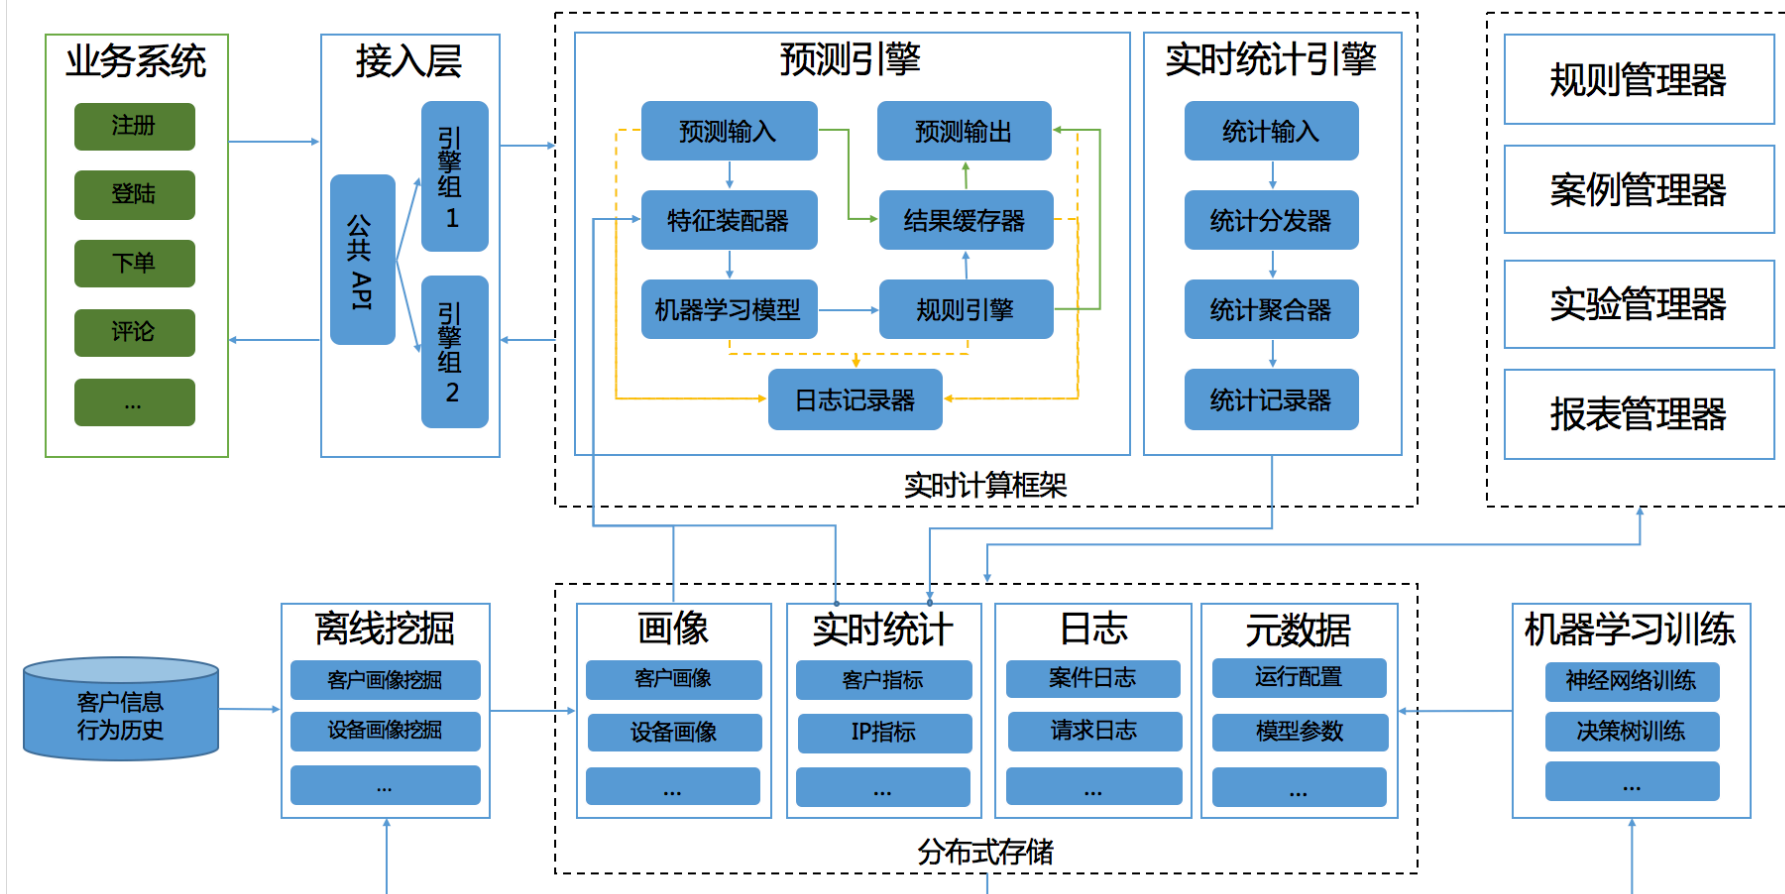 业务系统
注册
登陆
下单
评论
...
接入层
公共 API
引擎组 1
引擎组 2
预测引擎
预测输入
预测输出
特征装配器
结果缓存器
机器学习模型
规则引擎
日志记录器
实时统计引擎
统计输入
统计分发器
统计聚合器
统计记录器
实时计算框架
规则管理器
案例管理器
实验管理器
报表管理器
客户信息
行为历史
离线挖掘
客户画像挖掘
设备画像挖掘
...
画像
客户画像
设备画像
...
实时统计
客户指标
IP指标
...
日志
案件日志
请求日志
...
元数据
运行配置
模型参数
...
分布式存储
机器学习训练
神经网络训练
决策树训练
...